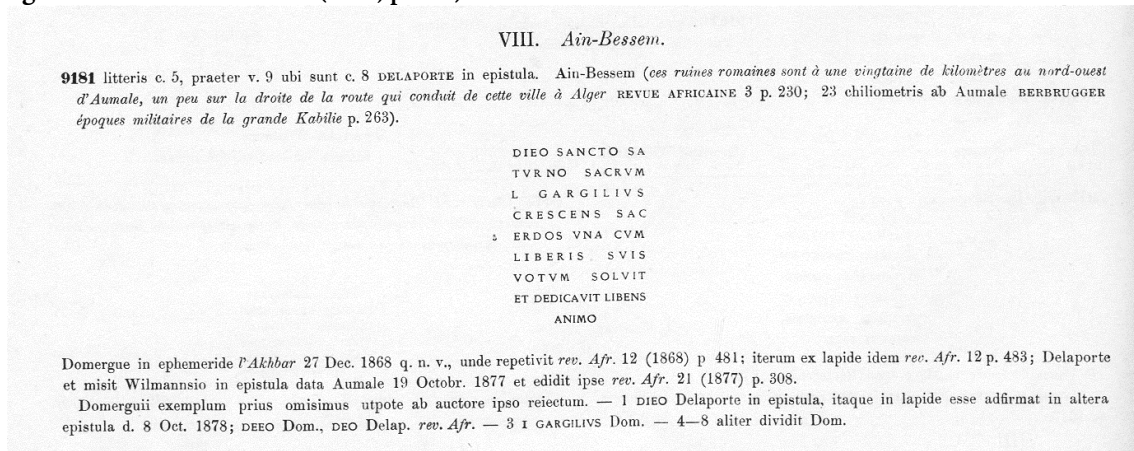 VIII. Ain-Bessem.
9181 litteris c. 5, praeter v. 9 ubi sunt c. 8 DELAPORTE in epistula. Ain-Bessem (ces ruines romaines sont à une vingtaine de kilomètres au nord-ouest
d'Aumale, un peu sur la droite de la route qui conduit de cette ville à Alger REVUE AFRICAINE 3 p. 230; 23 chiliometris ab Aumale BERBRUGGER
époques militaires de la grande Kabilie p. 263).
DIEO SANCTO SA
TVRNO SACRVM
L GARGILIVS
CRESCENS SAC
5 ERDOS VNA CVM
LIBERIS SVIS
VOTVM SOLVIT
ET DEDICAVIT LIBENS
ANIMO
Domergue in ephemeride l'Akhbar 27 Dec. 1868 q. n. v., unde repetivit rev. Afr. 12 (1868) p 481; iterum ex lapide idem rev. Afr. 12 p. 483; Delaporte
et misit Wilmannsio in epistula data Aumale 19 Octobr. 1877 et edidit ipse rev. Afr. 21 (1877) p. 308.
Domerguii exemplum prius omisimus utpote ab auctore ipso reiectum. — 1 DIEO Delaporte in epistula, itaque in lapide esse adfirmat in altera
epistula d. 8 Oct. 1878; DEEO Dom., DEO Delap. rev. Afr. — 3 I GARGILIVS Dom. — 4—8 aliter dividit Dom.